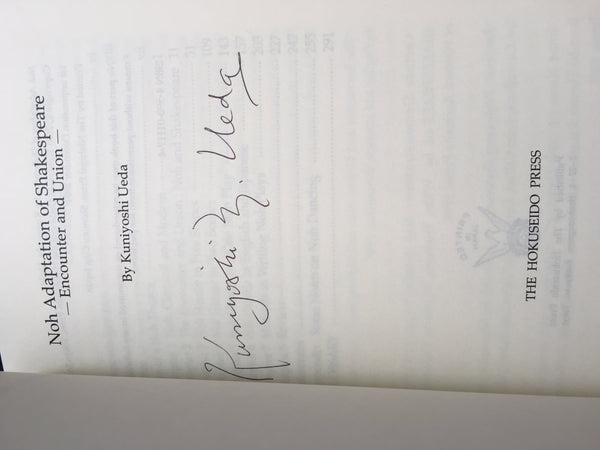 Noh Adaptation of Shakespeare
— Encounter and Union —
By Kuniyoshi Ueda
Kuniyoshi M. Ueda
THE HOKUSEIDO PRESS